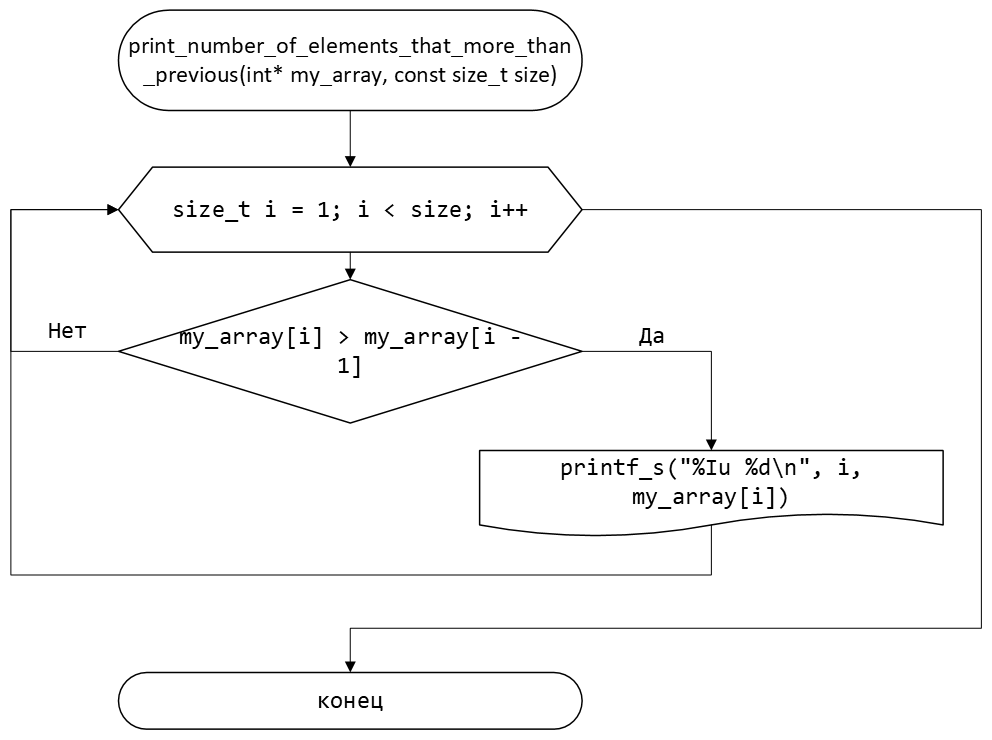 print_number_of_elements_that_more_than
_previous(int* my_array, const size_t size)
size_t i = 1; i < size; i++
Нет
my_array[i] > my_array[i -
1]
Да
printf_s("%Iu %d\n", i,
my_array[i])
конец